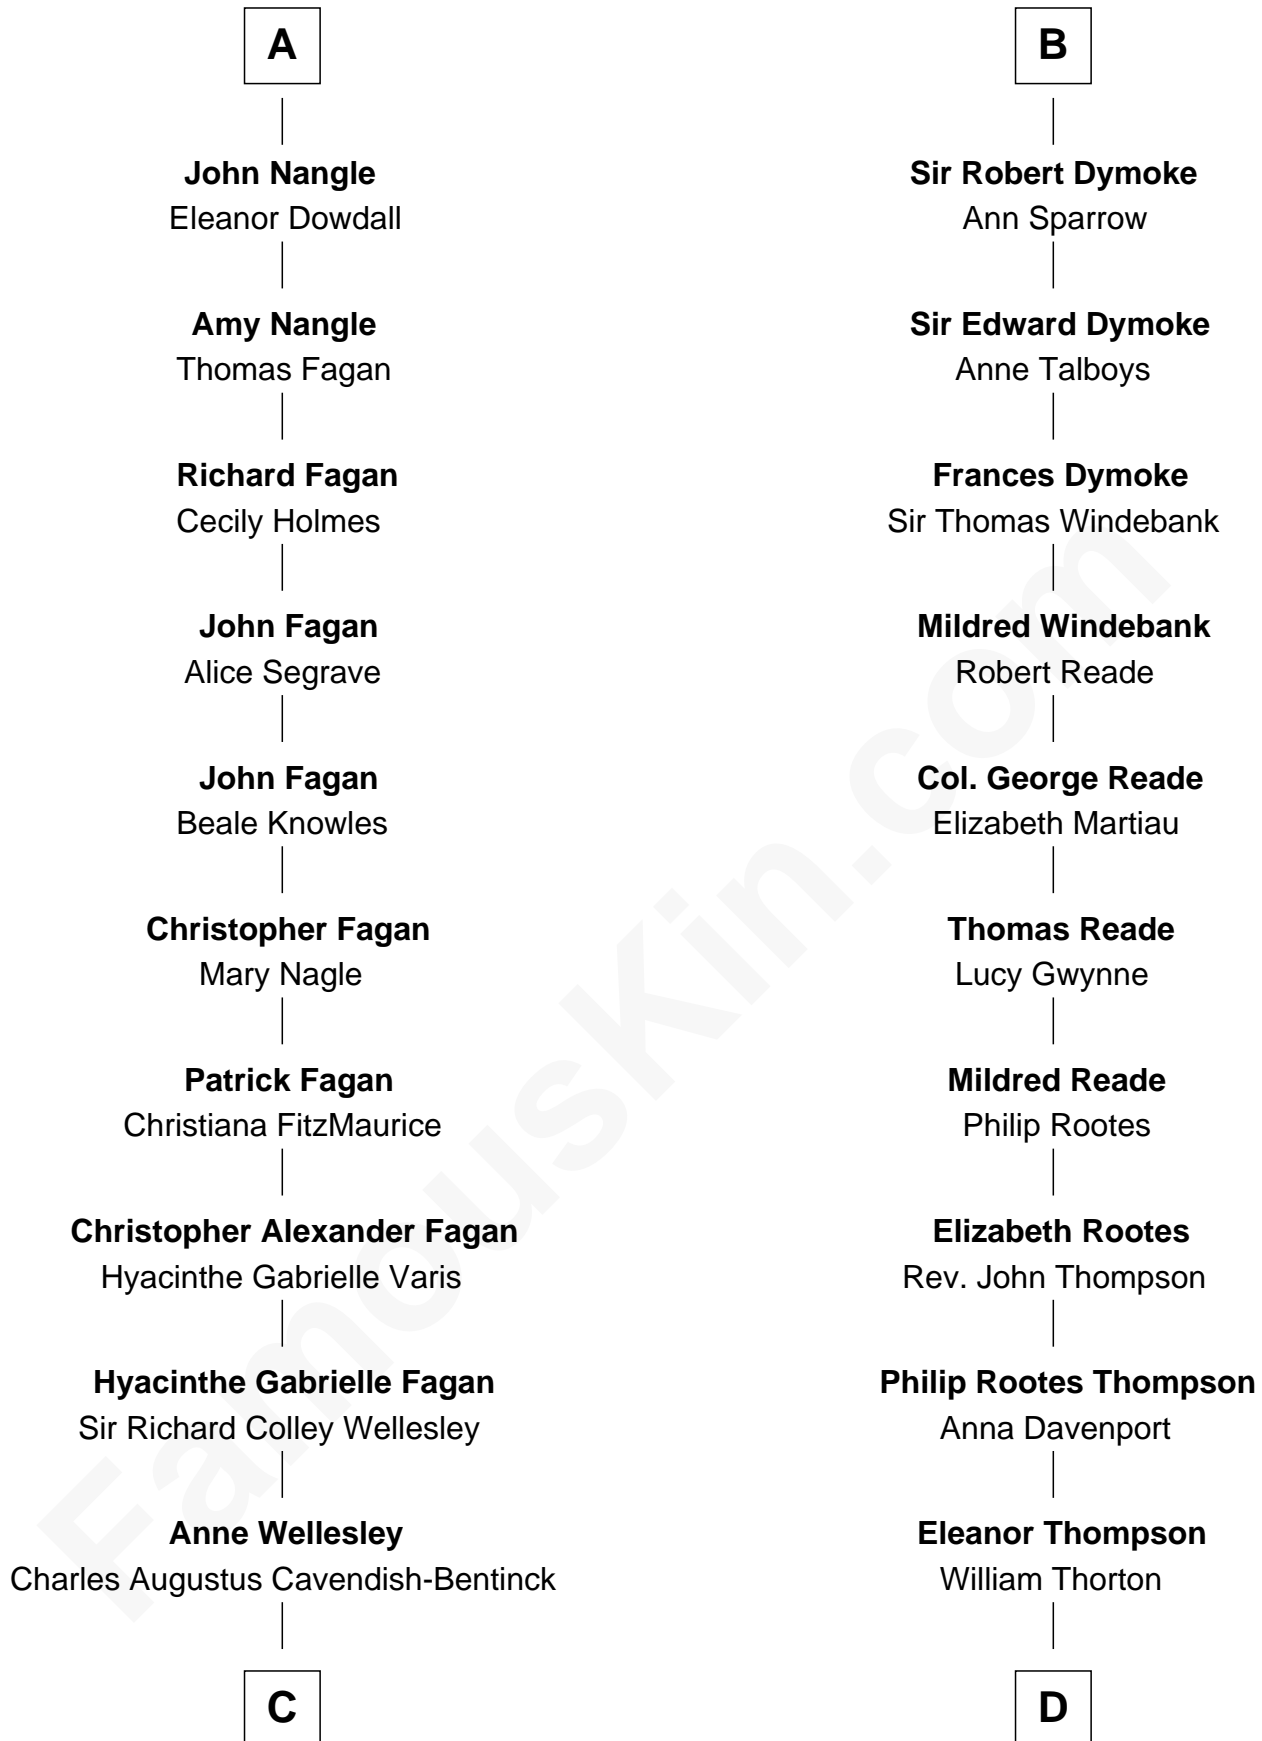 A
John Nangle
Eleanor Dowdall
Amy Nangle
Thomas Fagan
Richard Fagan
Cecily Holmes
John Fagan
Alice Segrave
John Fagan
Beale Knowles
Christopher Fagan
Mary Nagle
Patrick Fagan
Christiana FitzMaurice
Christopher Alexander Fagan
Hyacinthe Gabrielle Varis
Hyacinthe Gabrielle Fagan
Sir Richard Colley Wellesley
Anne Wellesley
Charles Augustus Cavendish-Bentinck
C
B
Sir Robert Dymoke
Ann Sparrow
Sir Edward Dymoke
Anne Talboys
Frances Dymoke
Sir Thomas Windebank
Mildred Windebank
Robert Reade
Col. George Reade
Elizabeth Martiau
Thomas Reade
Lucy Gwynne
Mildred Reade
Philip Rootes
Elizabeth Rootes
Rev. John Thompson
Philip Rootes Thompson
Anna Davenport
Eleanor Thompson
William Thorton
D
FamousKin.com